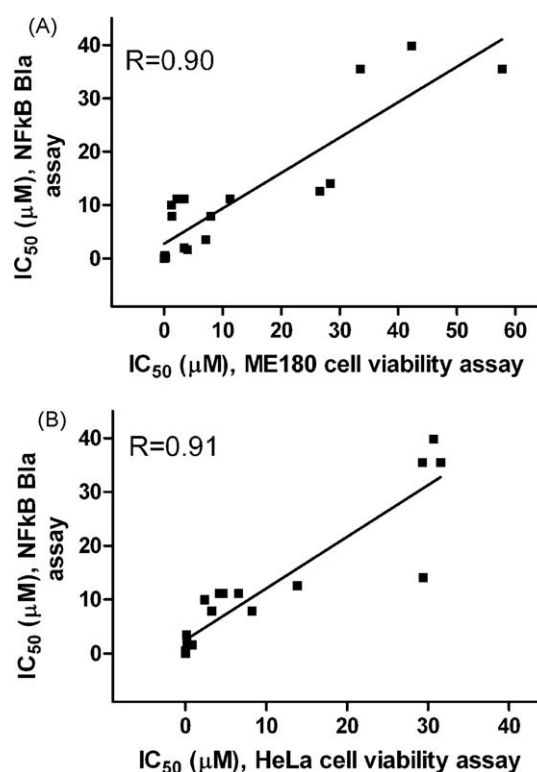 (A)
R=0.90
IC50 (μM), NFkB Bla
assay
40
30
20
10
0
0 10 20 30 40 50 60
IC50 (μM), ME180 cell viability assay
(B)
R=0.91
IC50 (μM), NFkB Bla
assay
40
30
20
10
0
0 10 20 30 40
IC50 (μM), HeLa cell viability assay